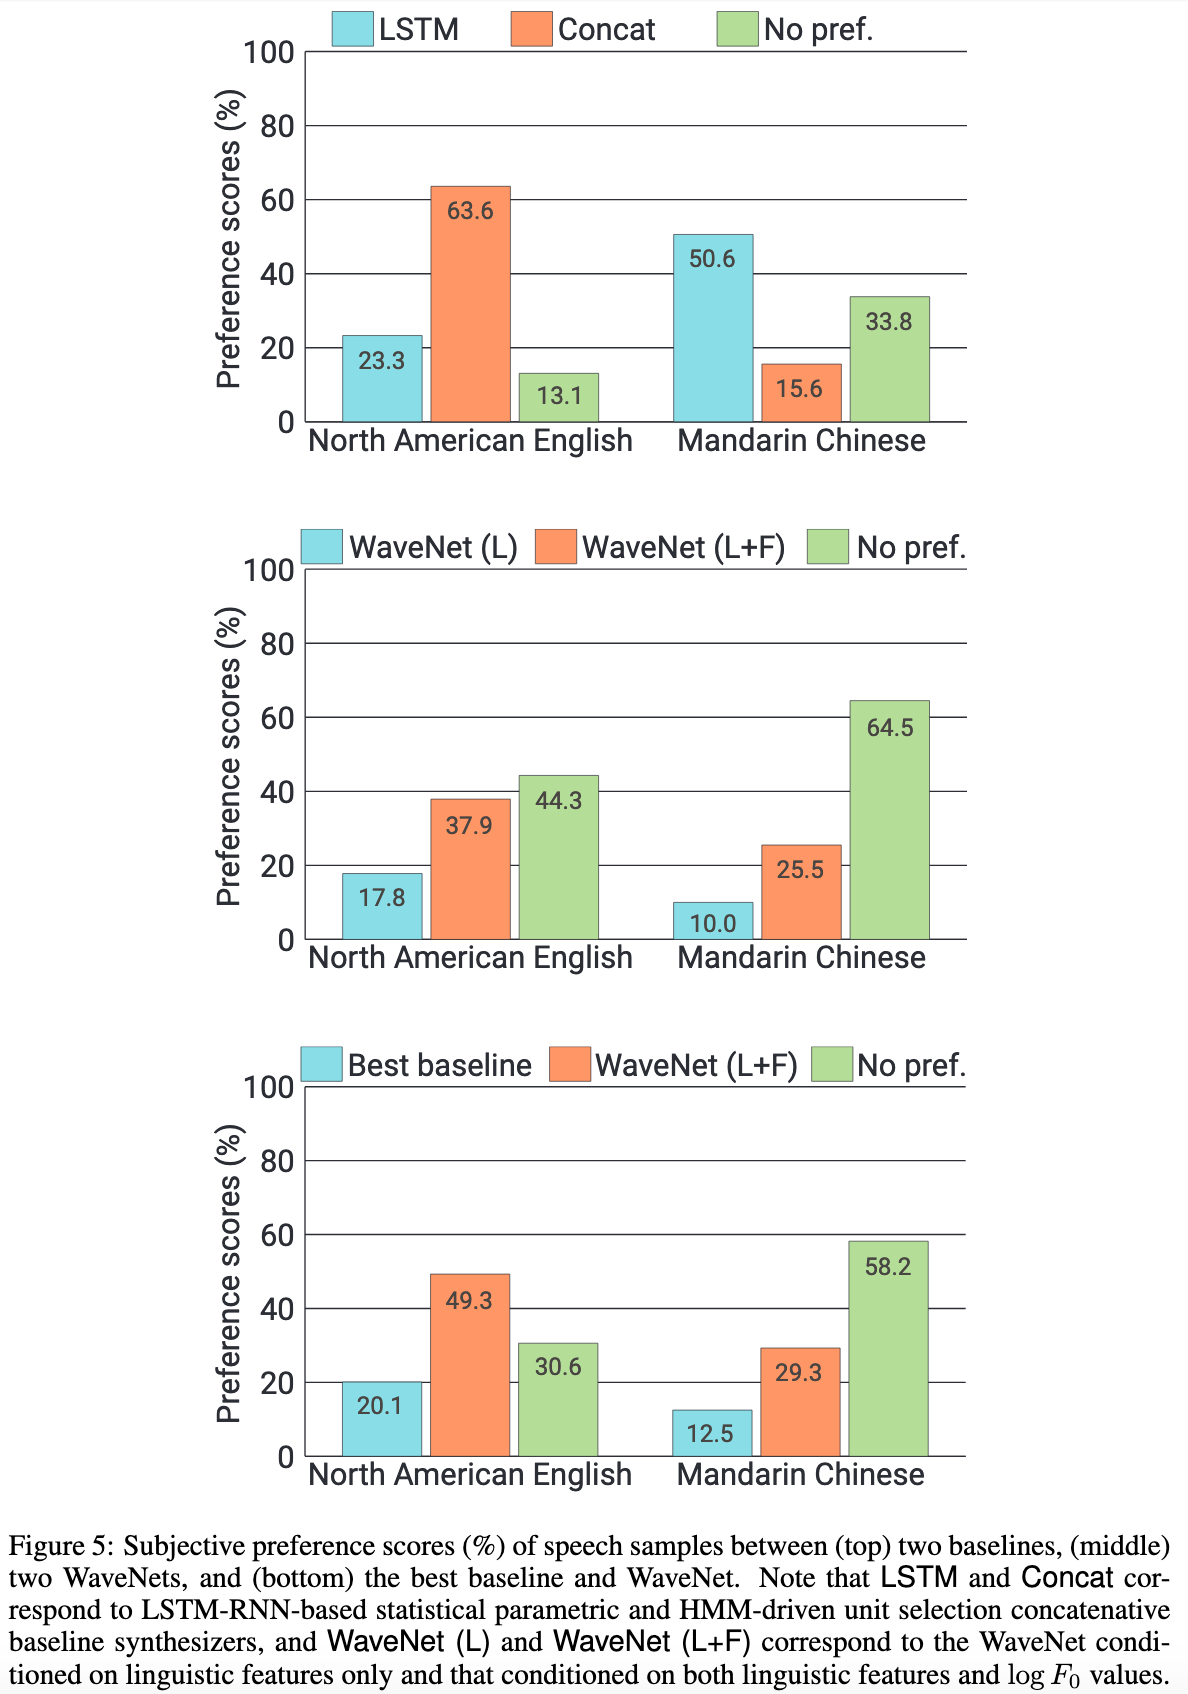 LSTM Concat No pref.
100
80
60
40
20
0
Preference scores (%)
23.3
63.6
13.1
50.6
15.6
33.8
North American English Mandarin Chinese
WaveNet (L) WaveNet (L+F) No pref.
100
80
60
40
20
0
Preference scores (%)
17.8
37.9
44.3
10.0
25.5
64.5
North American English Mandarin Chinese
Best baseline WaveNet (L+F) No pref.
100
80
60
40
20
0
Preference scores (%)
20.1
49.3
30.6
12.5
29.3
58.2
North American English Mandarin Chinese
Figure 5: Subjective preference scores (%) of speech samples between (top) two baselines, (middle)
two WaveNets, and (bottom) the best baseline and WaveNet. Note that LSTM and Concat cor-
respond to LSTM-RNN-based statistical parametric and HMM-driven unit selection concatenative
baseline synthesizers, and WaveNet (L) and WaveNet (L+F) correspond to the WaveNet condi-
tioned on linguistic features only and that conditioned on both linguistic features and log F₀ values.